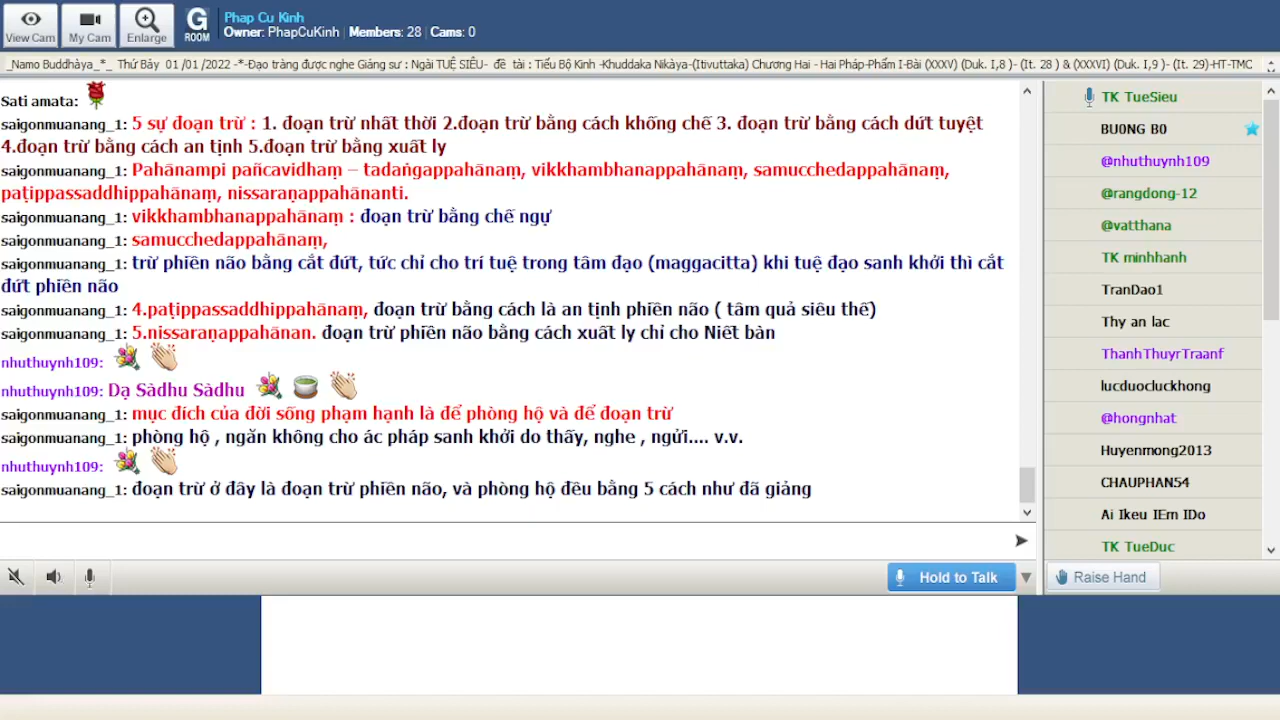 View Cam
My Cam
Enlarge
G
ROOM
Phap Cu Kinh
Owner: PhapCuKinh | Members: 28 | Cams: 0
_Namo Buddhàya_*_ Thứ Bảy 01 /01 /2022 -*-Đạo tràng được nghe Giảng sư : Ngài TUỆ SIÊU- đề tài : Tiểu Bộ Kinh -Khuddaka Nikàya-(Itivuttaka) Chương Hai - Hai Pháp-Phẩm I-Bài (XXXV) (Duk. I,8 )- (It. 28 ) & (XXXVI) (Duk. I,9 )- (It. 29)-HT-TMC
Sati amata:
saigonmuanang_1: 5 sự đoạn trừ : 1. đoạn trừ nhất thời 2.đoạn trừ bằng cách khống chế 3. đoạn trừ bằng cách dứt tuyệt
4.đoạn trừ bằng cách an tịnh 5.đoạn trừ bằng xuất ly
saigonmuanang_1: Pahānampi pañcavidhaṃ – tadaṅgappahānaṃ, vikkhambhanappahānaṃ, samucchedappahānaṃ,
paṭippassaddhippahānaṃ, nissaraṇappahānanti.
saigonmuanang_1: vikkhambhanappahānaṃ : đoạn trừ bằng chế ngự
saigonmuanang_1: samucchedappahānaṃ,
saigonmuanang_1: trừ phiền não bằng cắt đứt, tức chỉ cho trí tuệ trong tâm đạo (maggacitta) khi tuệ đạo sanh khởi thì cắt
đứt phiền não
saigonmuanang_1: 4.paṭippassaddhippahānaṃ, đoạn trừ bằng cách là an tịnh phiền não ( tâm quả siêu thế)
saigonmuanang_1: 5.nissaraṇappahānan. đoạn trừ phiền não bằng cách xuất ly chỉ cho Niết bàn
nhuthuynh109:
nhuthuynh109: Dạ Sàdhu Sàdhu
saigonmuanang_1: mục đích của đời sống phạm hạnh là để phòng hộ và để đoạn trừ
saigonmuanang_1: phòng hộ , ngăn không cho ác pháp sanh khởi do thấy, nghe , ngửi.... v.v.
nhuthuynh109:
saigonmuanang_1: đoạn trừ ở đây là đoạn trừ phiền não, và phòng hộ đều bằng 5 cách như đã giảng
Hold to Talk
TK TueSieu
BU0NG B0
@nhuthuynh109
@rangdong-12
@vatthana
TK minhhanh
TranDao1
Thy an lac
ThanhThuyrTraanf
lucduocluckhong
@hongnhat
Huyenmong2013
CHAUPHAN54
Ai Ikeu IEm IDo
TK TueDuc
Raise Hand